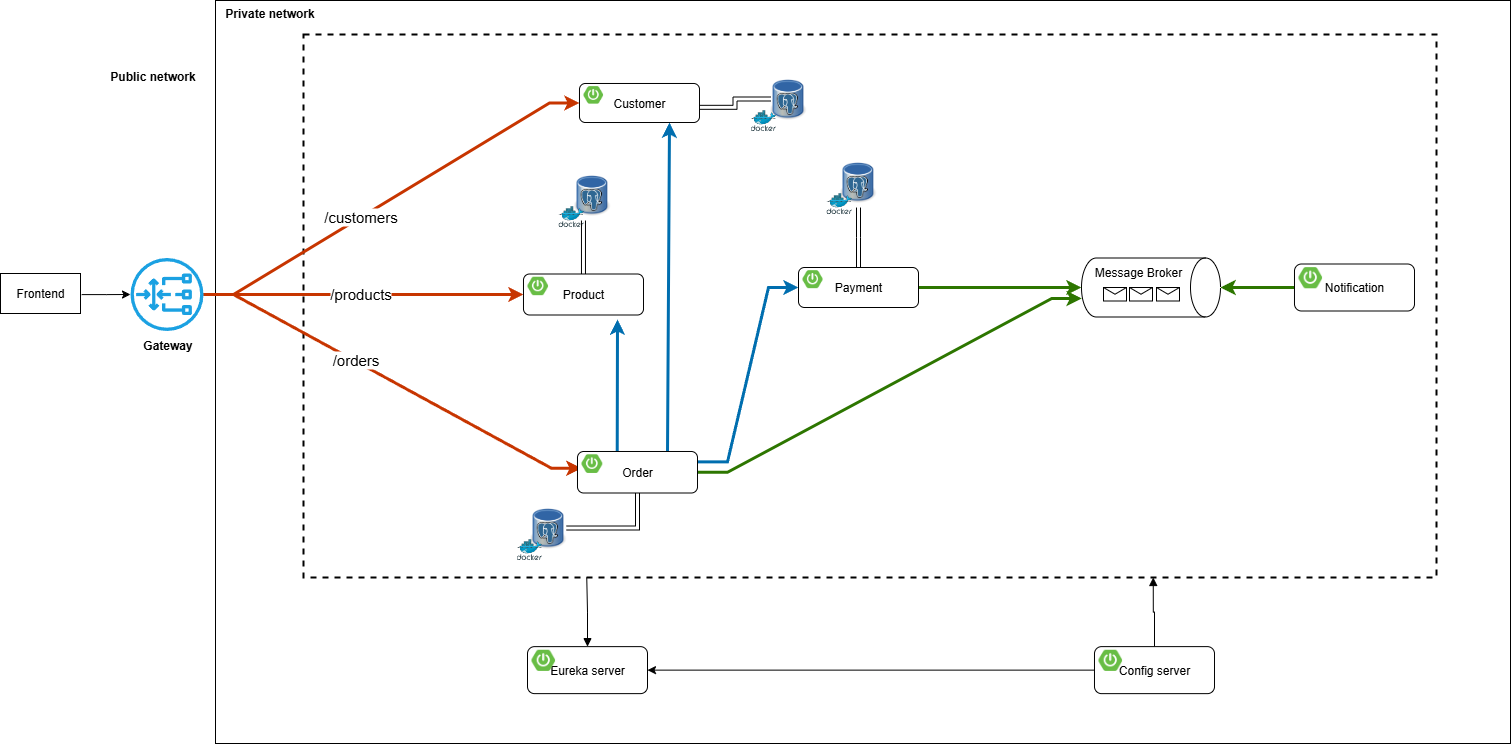 Private network
Public network
Customer
docker
docker
docker
/customers
Message Broker
Frontend
/products
Product
Payment
Notification
Gateway
/orders
Order
docker
Eureka server
Config server